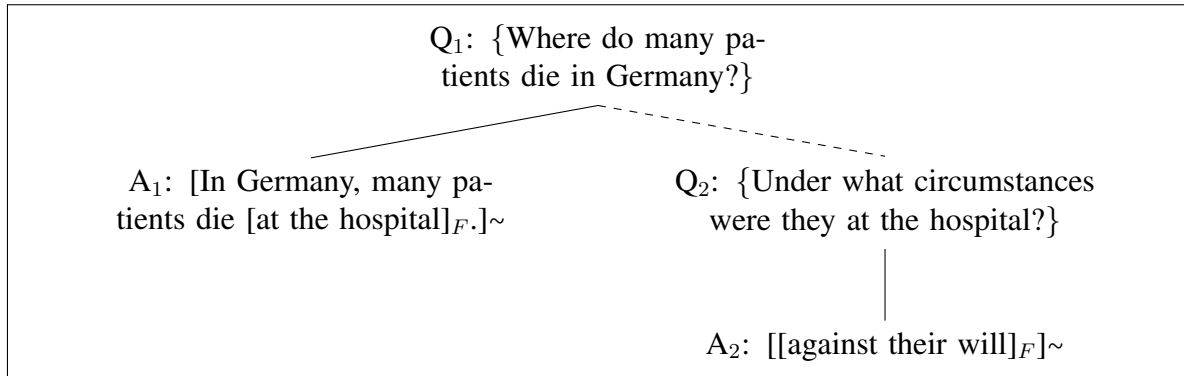 Q₁: {Where do many pa-
tients die in Germany?}
A₁: [In Germany, many pa-
tients die [at the hospital]F.]~
Q₂: {Under what circumstances
were they at the hospital?}
A₂: [[against their will]F]~